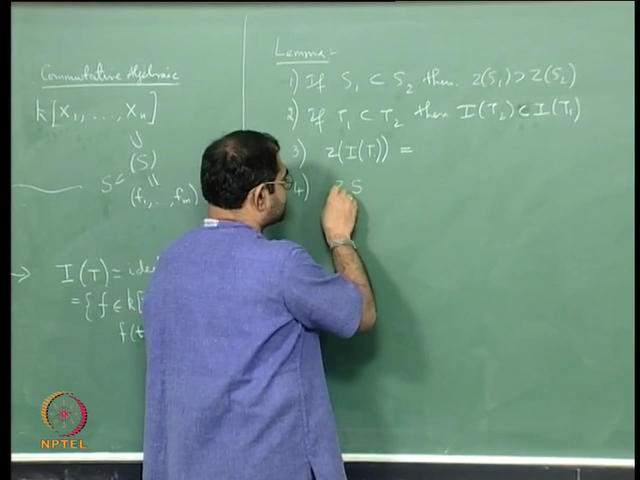 Commutative Algebraic
k[X₁, ..., Xₙ]
∪
S ⊂ (S)
||
(f₁, ..., fₘ)
→ I(T) = ide
= { f ∈ k[
f(t
Lemma:-
1) If S₁ ⊂ S₂ then Z(S₁) ⊃ Z(S₂)
2) If T₁ ⊂ T₂ then I(T₂) ⊂ I(T₁)
3) Z(I(T)) =
4) S
NPTEL